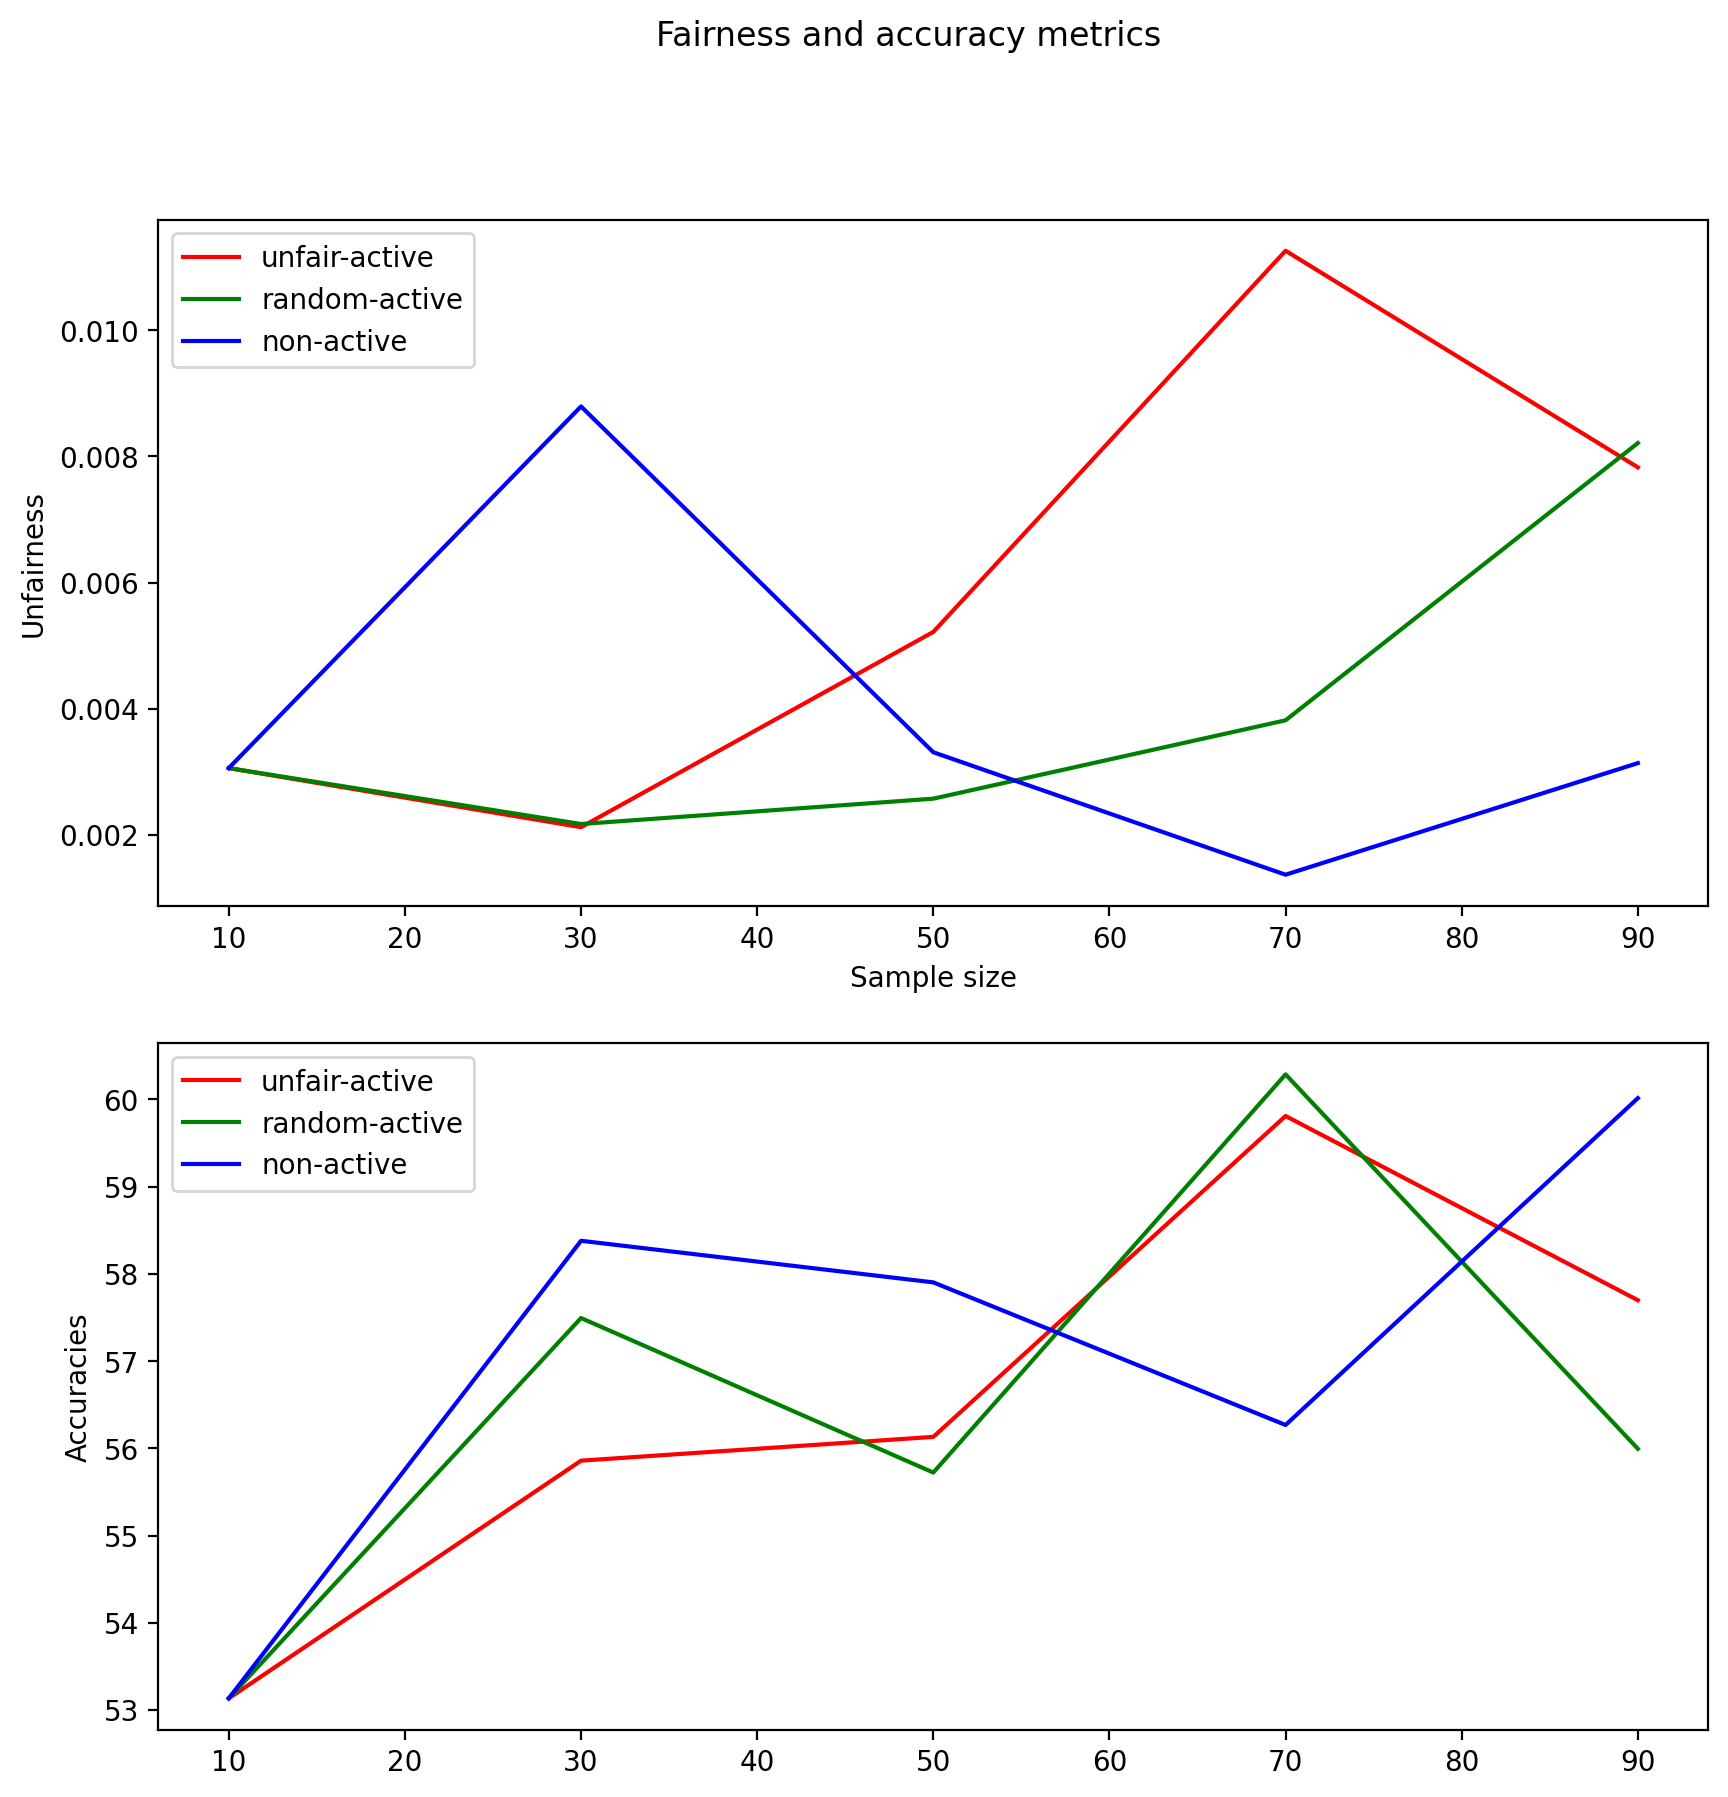 Fairness and accuracy metrics
unfair-active
random-active
non-active
0.010
0.008
0.006
0.004
0.002
Unfairness
10 20 30 40 50 60 70 80 90
Sample size
unfair-active
random-active
non-active
60
59
58
57
56
55
54
53
Accuracies
10 20 30 40 50 60 70 80 90